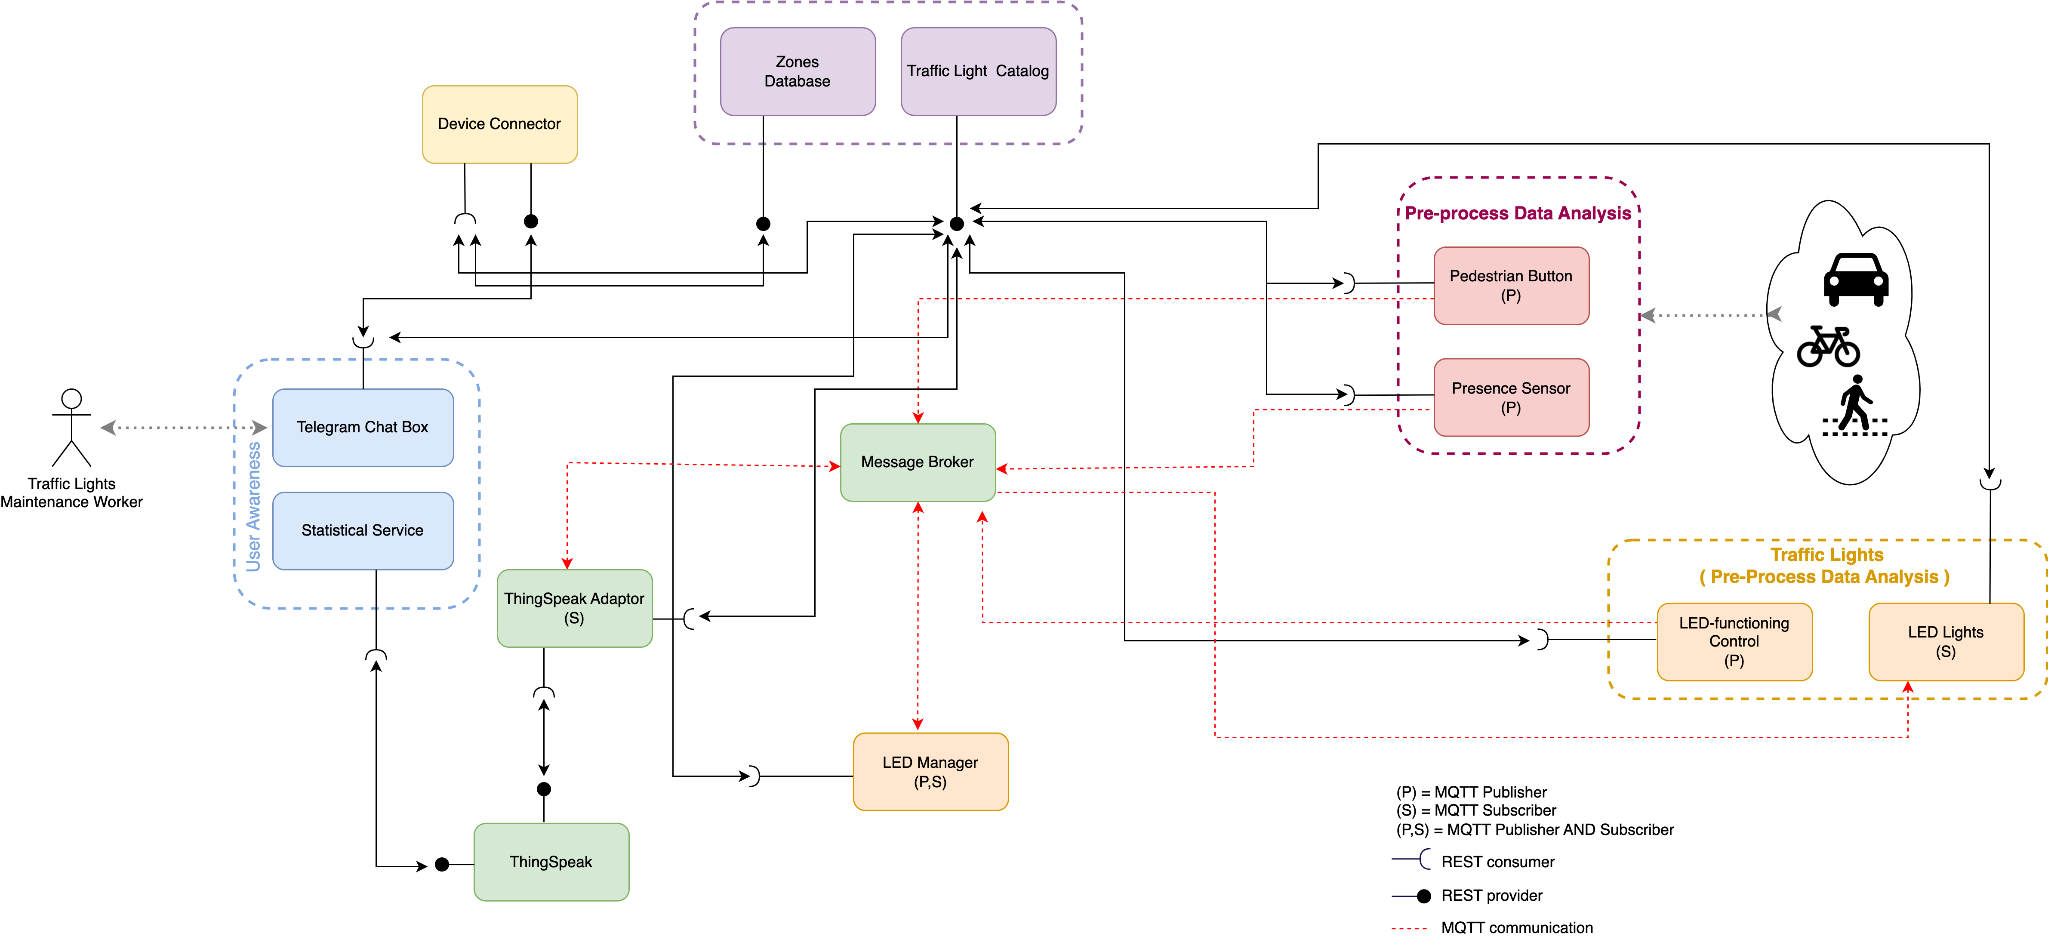 Zones
Database
Traffic Light Catalog
Device Connector
Pre-process Data Analysis
Pedestrian Button
(P)
Presence Sensor
(P)
Telegram Chat Box
Statistical Service
User Awareness
Traffic Lights
Maintenance Worker
Message Broker
ThingSpeak Adaptor
(S)
Traffic Lights
( Pre-Process Data Analysis )
LED-functioning
Control
(P)
LED Lights
(S)
LED Manager
(P,S)
ThingSpeak
(P) = MQTT Publisher
(S) = MQTT Subscriber
(P,S) = MQTT Publisher AND Subscriber
REST consumer
REST provider
MQTT communication